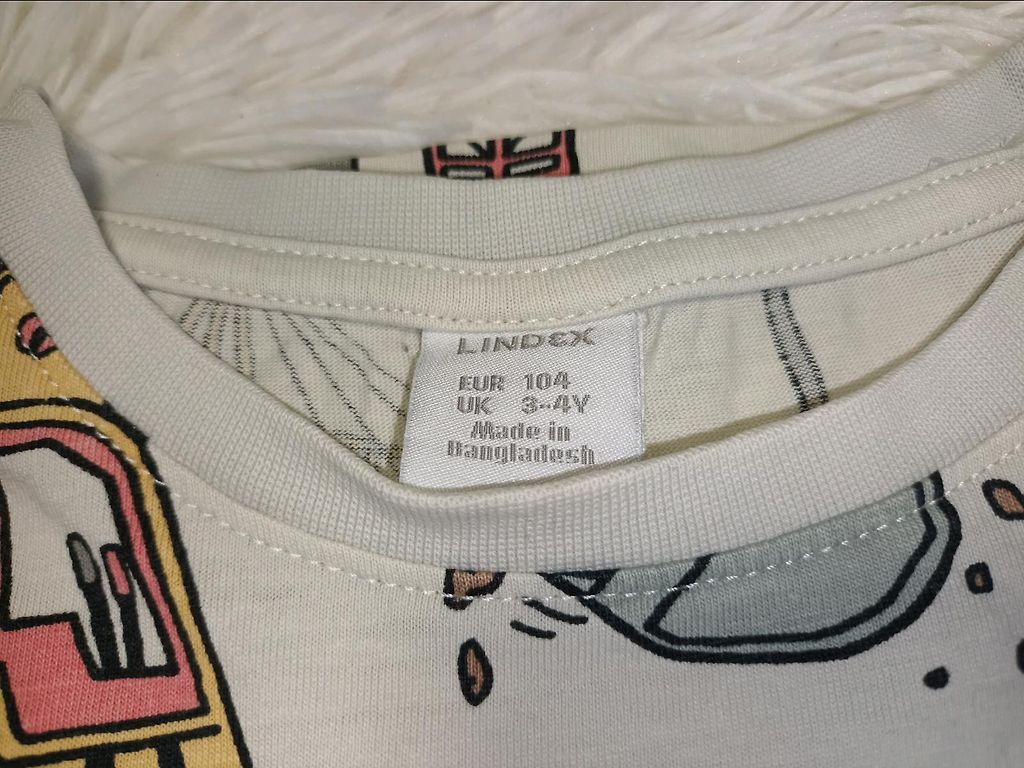 LINDEX
EUR 104
UK 3-4Y
Made in
Bangladesh